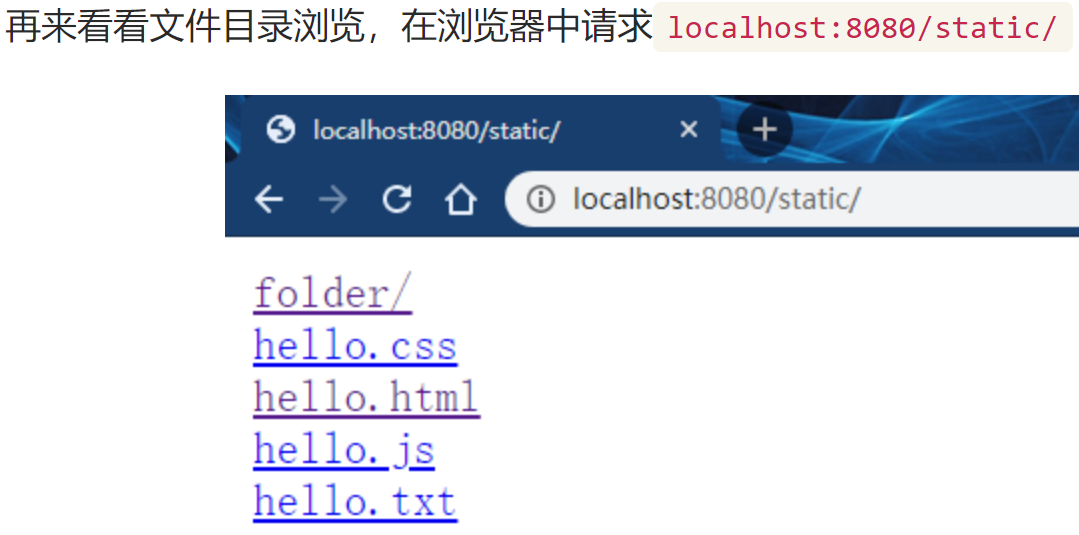 再来看看文件目录浏览，在浏览器中请求 localhost:8080/static/
localhost:8080/static/
localhost:8080/static/
folder/
hello.css
hello.html
hello.js
hello.txt